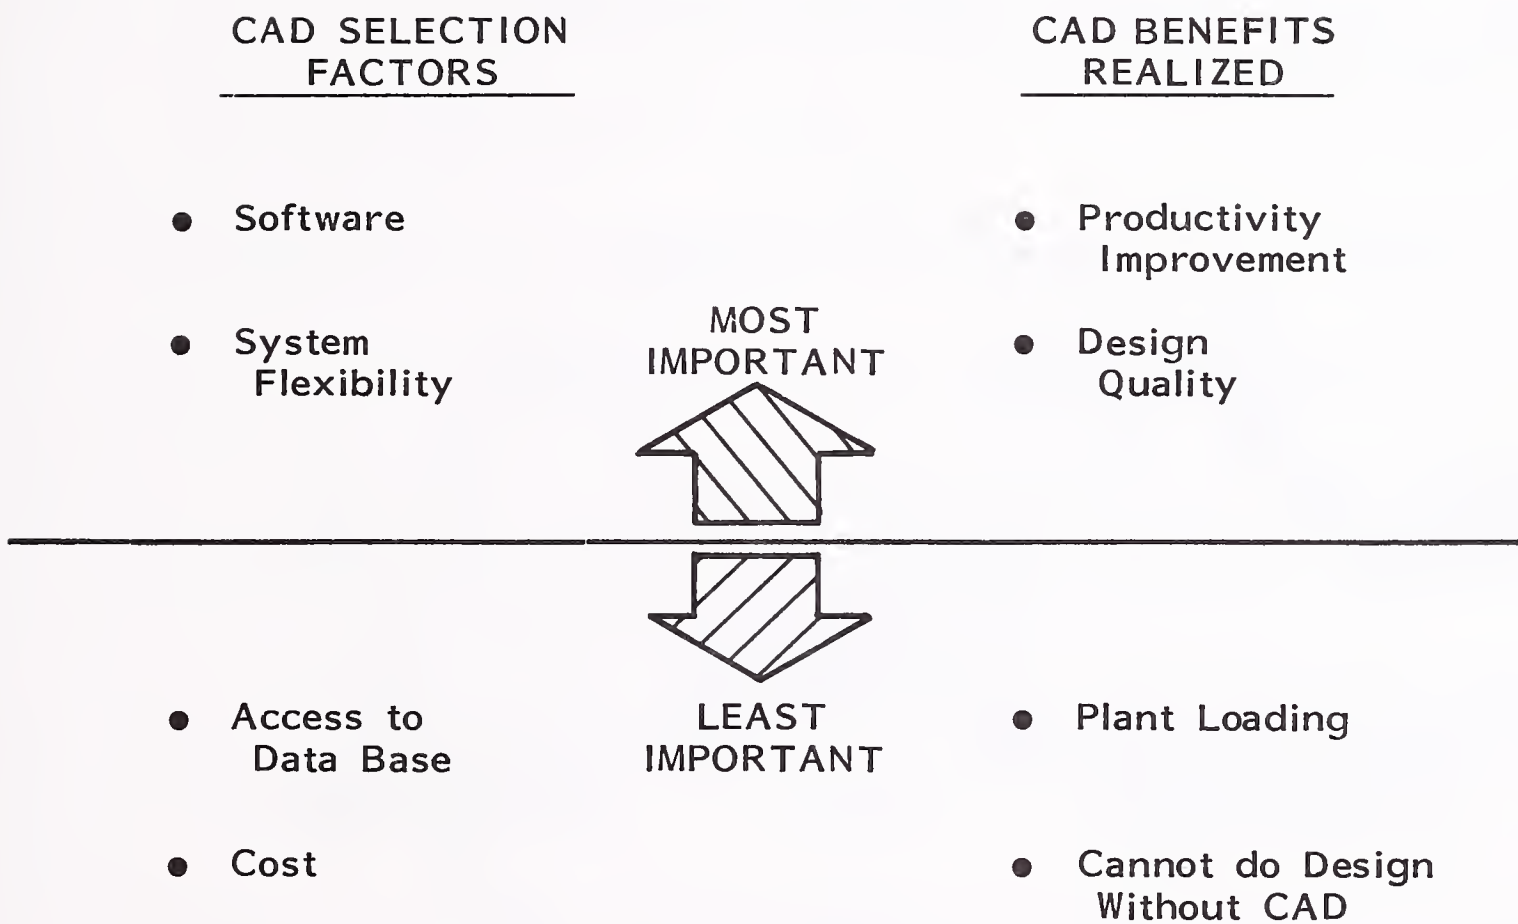 CAD SELECTION
FACTORS
CAD BENEFITS
REALIZED
• Software
• Productivity
Improvement
MOST
IMPORTANT
• System
Flexibility
• Design
Quality
• Access to
Data Base
LEAST
IMPORTANT
• Plant Loading
• Cost
• Cannot do Design
Without CAD